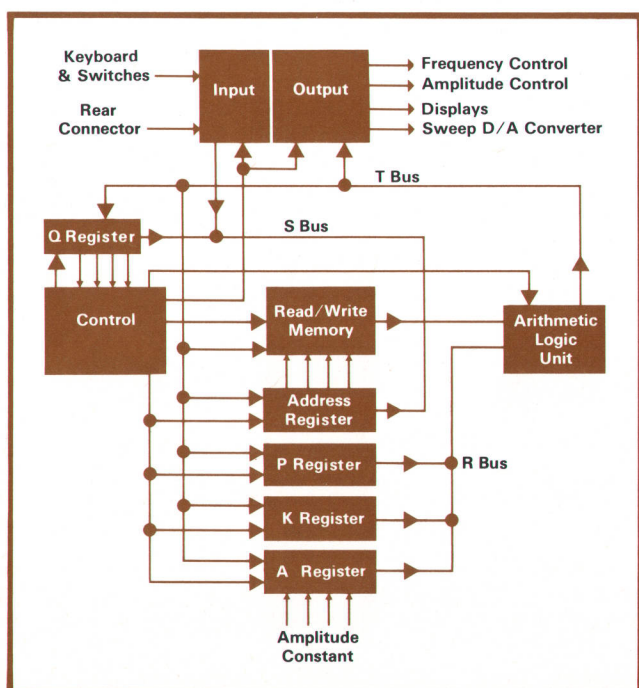 Keyboard
& Switches
Rear
Connector
Input
Output
Frequency Control
Amplitude Control
Displays
Sweep D/A Converter
T Bus
Q Register
S Bus
Control
Read/Write
Memory
Arithmetic
Logic
Unit
Address
Register
P Register
R Bus
K Register
A Register
Amplitude
Constant